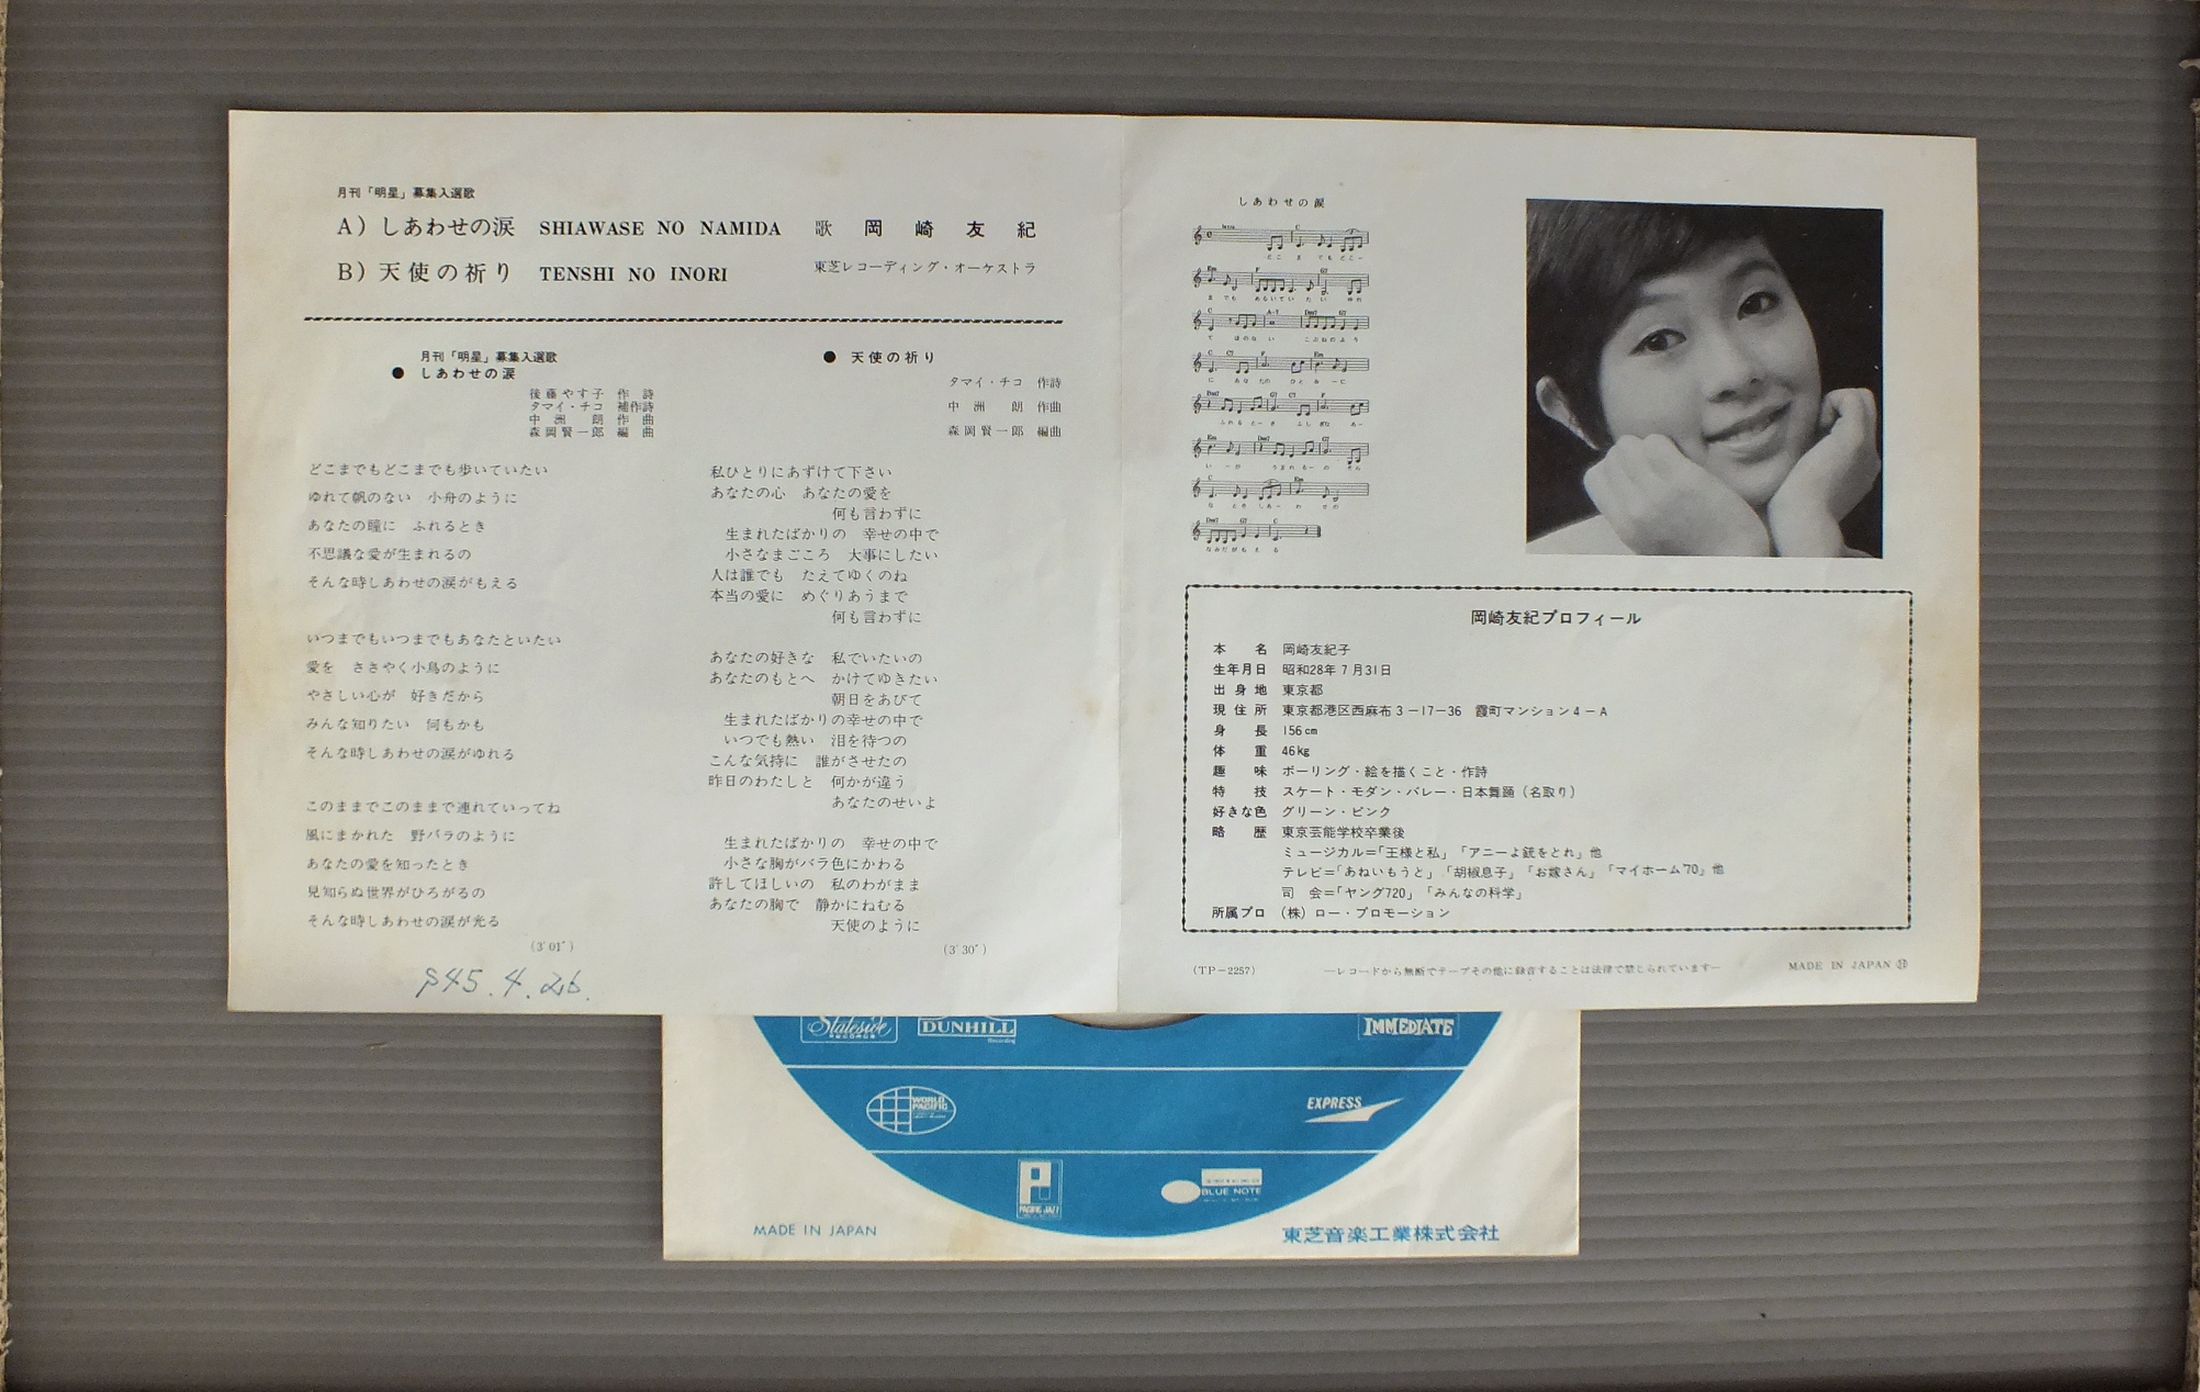 月刊「明星」募集入選歌
A）しあわせの涙　SHIAWASE NO NAMIDA　歌　岡崎友紀
B）天使の祈り　TENSHI NO INORI　東芝レコーディング・オーケストラ
月刊「明星」募集入選歌
● しあわせの涙
後藤やす子　作詩
タマイ・チコ　補作詩
中洲　朗　作曲
森岡賢一郎　編曲
どこまでもどこまでも歩いていたい
ゆれて帆のない　小舟のように
あなたの瞳に　ふれるとき
不思議な愛が生まれるの
そんな時しあわせの涙がもえる
いつまでもいつまでもあなたといたい
愛を　ささやく小鳥のように
やさしい心が　好きだから
みんな知りたい　何もかも
そんな時しあわせの涙がゆれる
このままでこのままで連れていってね
風にまかれた　野バラのように
あなたの愛を知ったとき
見知らぬ世界がひろがるの
そんな時しあわせの涙が光る
（3′01″）
S45.4.26.
● 天使の祈り
タマイ・チコ　作詩
中洲　朗　作曲
森岡賢一郎　編曲
私ひとりにあずけて下さい
あなたの心　あなたの愛を
何も言わずに
生まれたばかりの　幸せの中で
小さなまごころ　大事にしたい
人は誰でも　たえてゆくのね
本当の愛に　めぐりあうまで
何も言わずに
あなたの好きな　私でいたいの
あなたのもとへ　かけてゆきたい
朝日をあびて
生まれたばかりの幸せの中で
いつでも熱い　泪を待つの
こんな気持に　誰がさせたの
昨日のわたしと　何かが違う
あなたのせいよ
生まれたばかりの　幸せの中で
小さな胸がバラ色にかわる
許してほしいの　私のわがまま
あなたの胸で　静かにねむる
天使のように
（3′30″）
しあわせの涙
岡崎友紀プロフィール
本名　岡崎友紀子
生年月日　昭和28年7月31日
出身地　東京都
現住所　東京都港区西麻布3－17－36　霞町マンション4－A
身長　156cm
体重　46kg
趣味　ボーリング・絵を描くこと・作詩
特技　スケート・モダン・バレー・日本舞踊（名取り）
好きな色　グリーン・ピンク
略歴　東京芸能学校卒業後
ミュージカル＝「王様と私」「アニーよ銃をとれ」他
テレビ＝「あねいもうと」「胡椒息子」「お嫁さん」「マイホーム'70」他
司会＝「ヤング720」「みんなの科学」
所属プロ　（株）ロー・プロモーション
（TP－2257）　―レコードから無断でテープその他に録音することは法律で禁じられています―　MADE IN JAPAN
Stateside RECORDS
DUNHILL
Recording
IMMEDIATE
WORLD PACIFIC
EXPRESS
PACIFIC JAZZ
BLUE NOTE
MADE IN JAPAN
東芝音楽工業株式会社